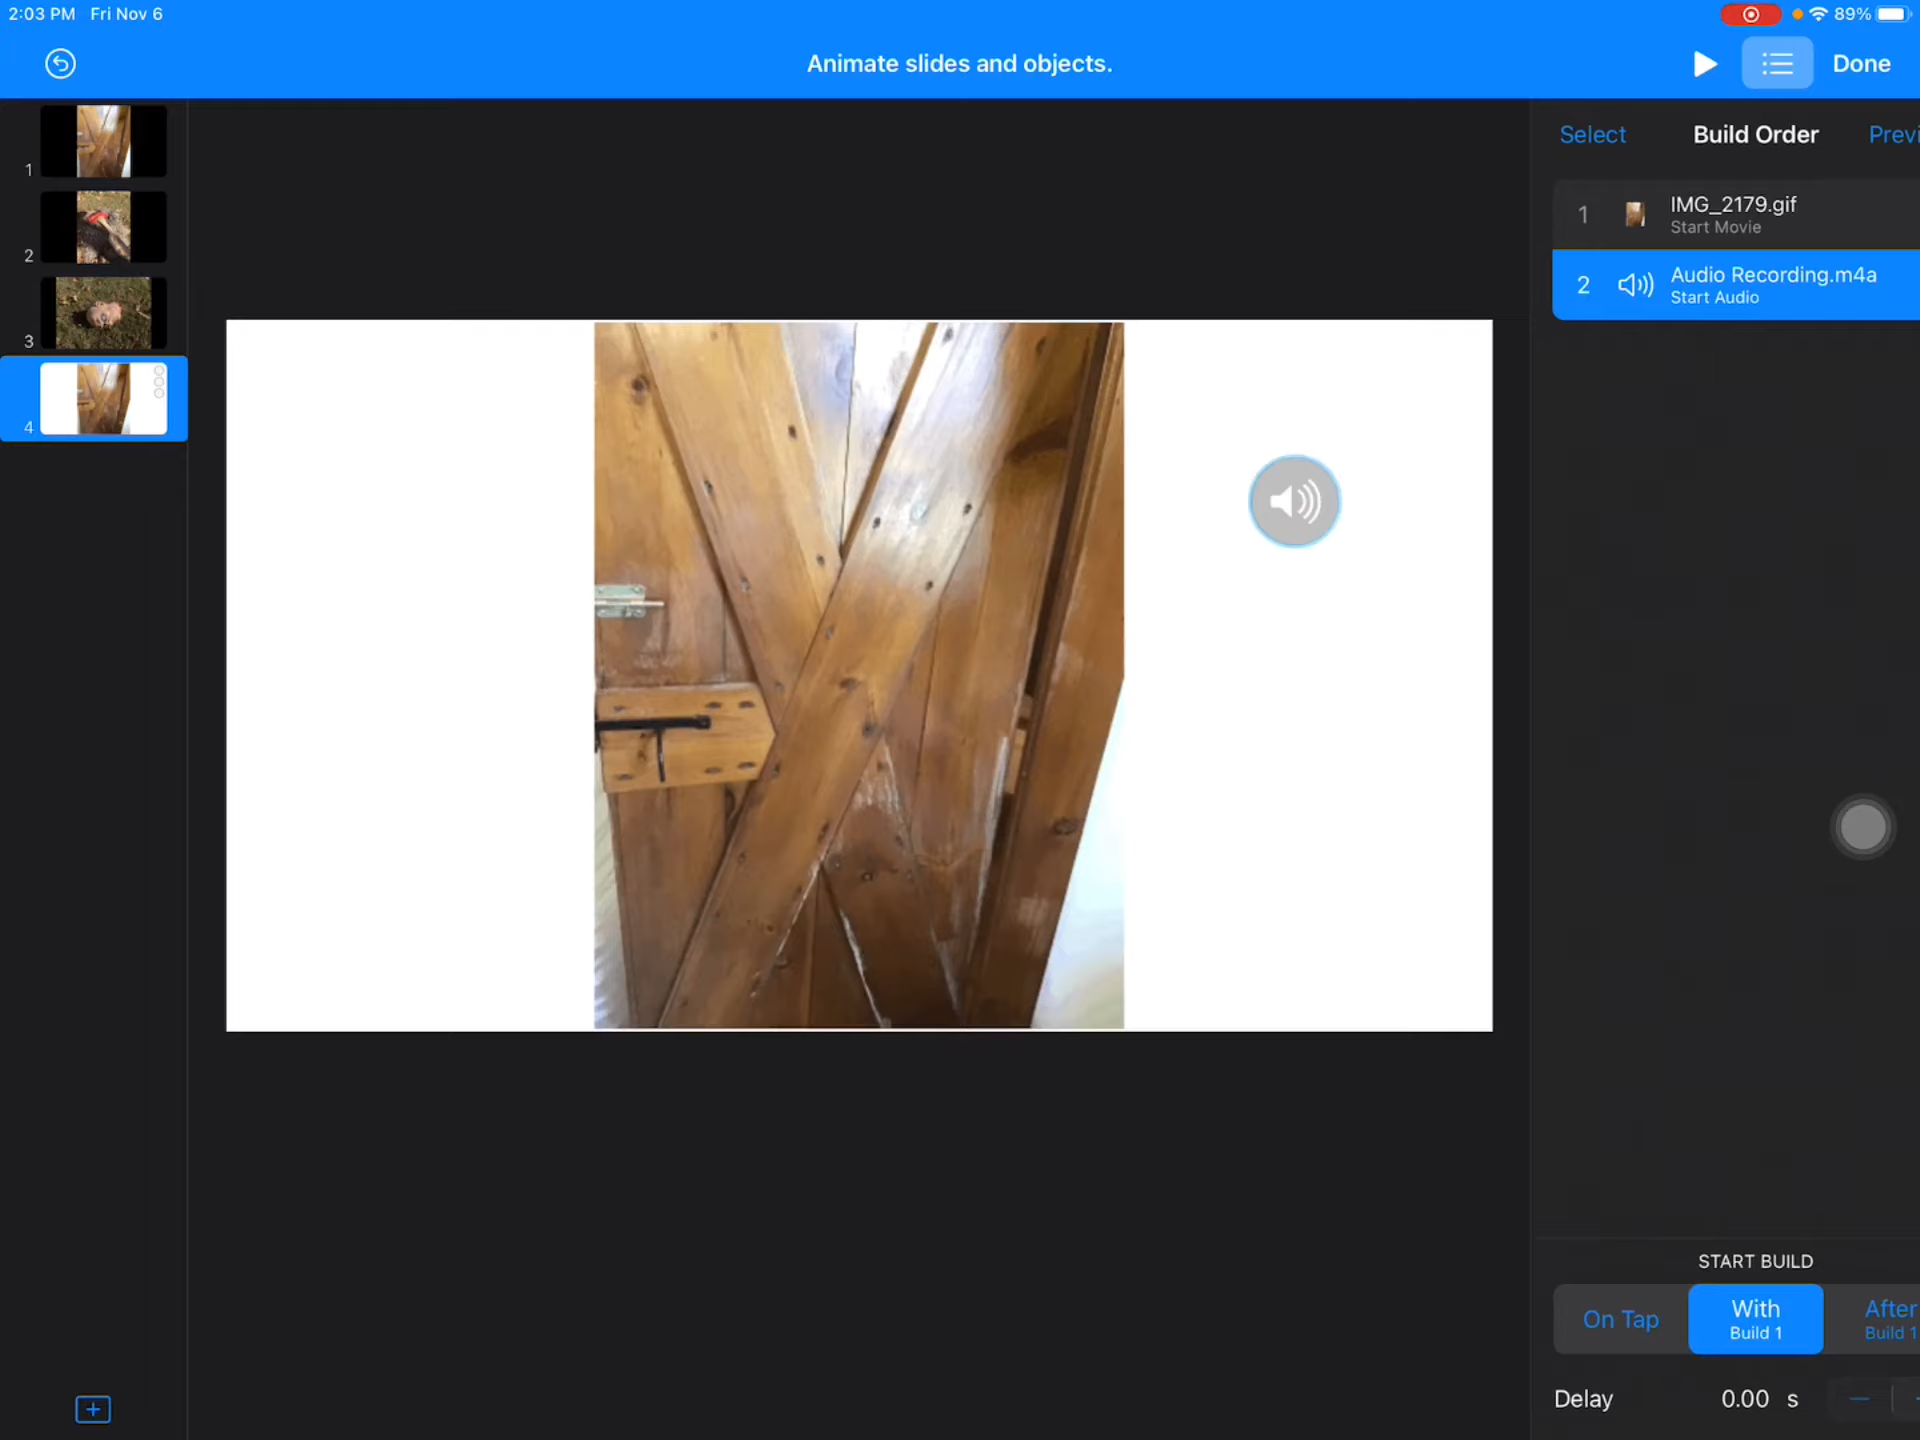 2:03 PM Fri Nov 6
89%
Animate slides and objects.
Done
1
2
3
4
Select
Build Order
Previ
1
IMG_2179.gif
Start Movie
2
Audio Recording.m4a
Start Audio
START BUILD
On Tap
With
Build 1
After
Build 1
Delay
0.00 s